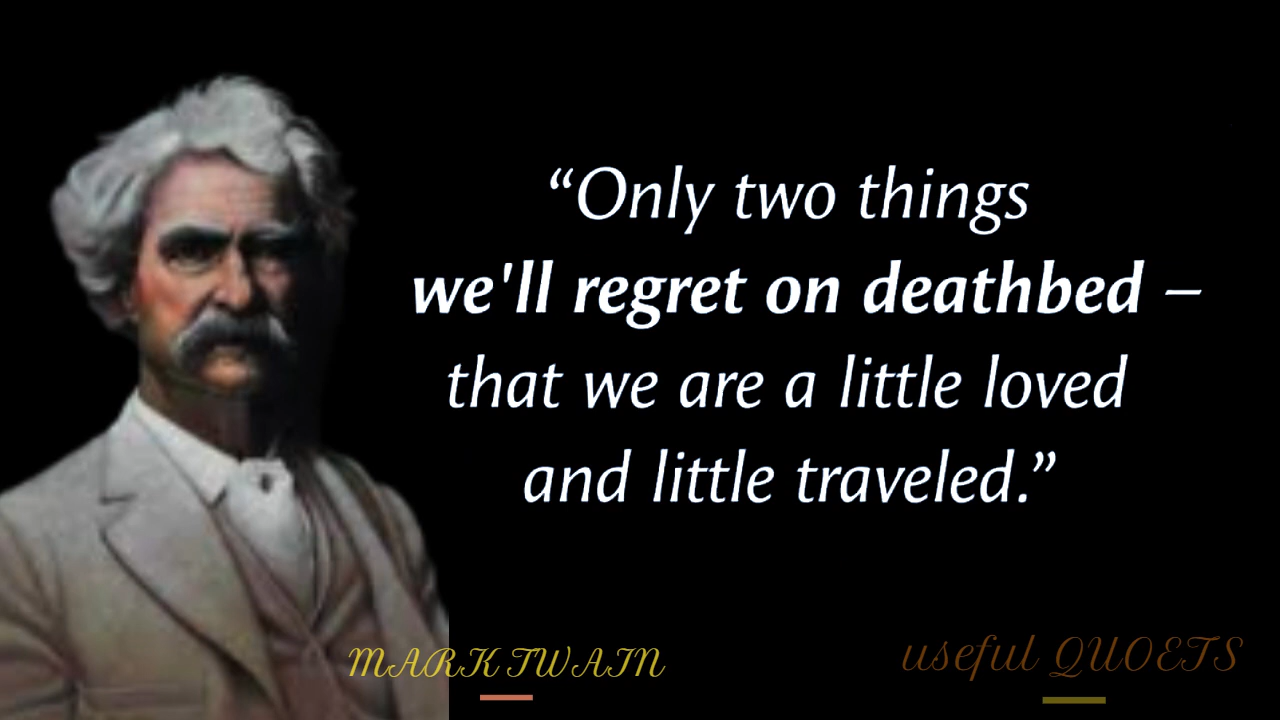 “Only two things
we'll regret on deathbed –
that we are a little loved
and little traveled.”
MARK TWAIN
useful QUOETS